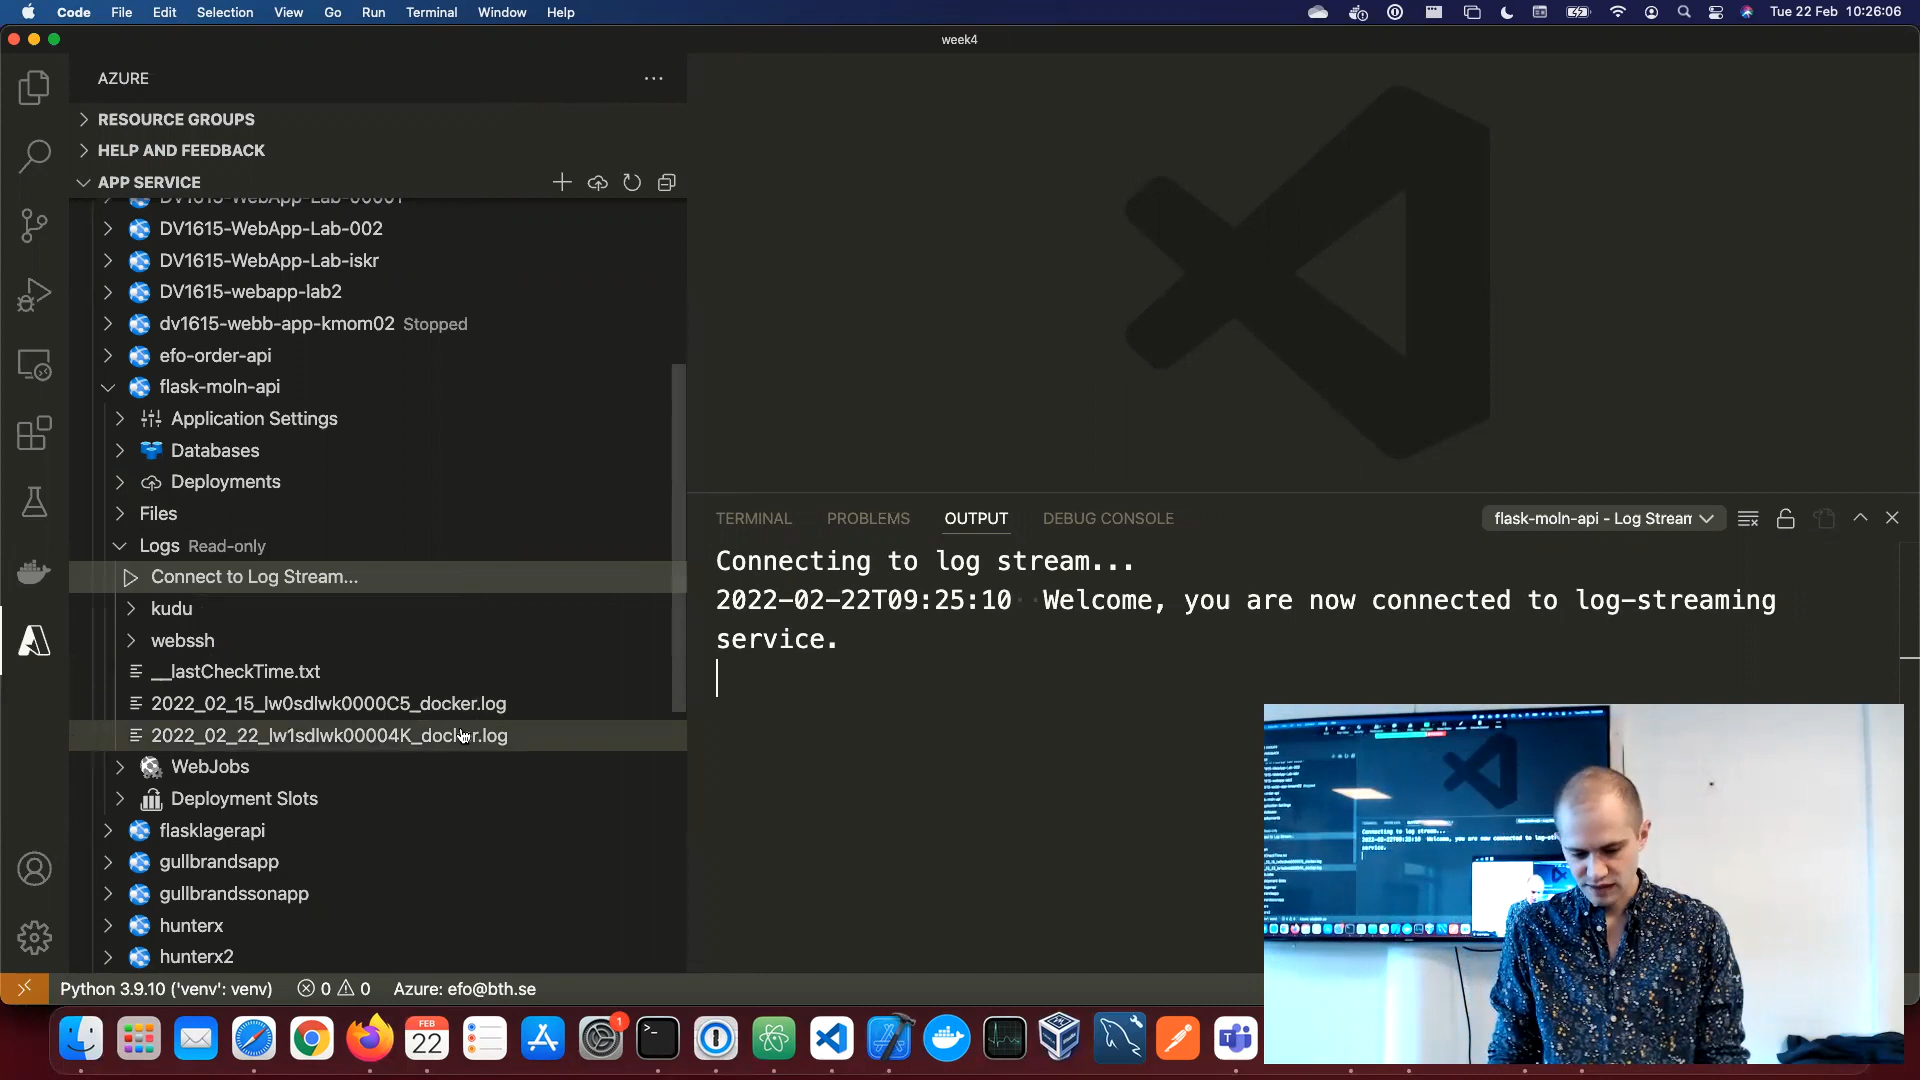 Code File Edit Selection View Go Run Terminal Window Help
Tue 22 Feb 10:26:06
week4
AZURE
RESOURCE GROUPS
HELP AND FEEDBACK
APP SERVICE
DV1615-WebApp-Lab-00001
DV1615-WebApp-Lab-002
DV1615-WebApp-Lab-iskr
DV1615-webapp-lab2
dv1615-webb-app-kmom02 Stopped
efo-order-api
flask-moln-api
Application Settings
Databases
Deployments
Files
Logs Read-only
Connect to Log Stream...
kudu
webssh
__lastCheckTime.txt
2022_02_15_lw0sdlwk0000C5_docker.log
2022_02_22_lw1sdlwk00004K_docker.log
WebJobs
Deployment Slots
flasklagerapi
gullbrandsapp
gullbrandssonapp
hunterx
hunterx2
TERMINAL PROBLEMS OUTPUT DEBUG CONSOLE
flask-moln-api - Log Stream
Connecting to log stream...
2022-02-22T09:25:10 Welcome, you are now connected to log-streaming
service.
Python 3.9.10 ('venv': venv) 0 0 Azure: efo@bth.se
1
FEB
22